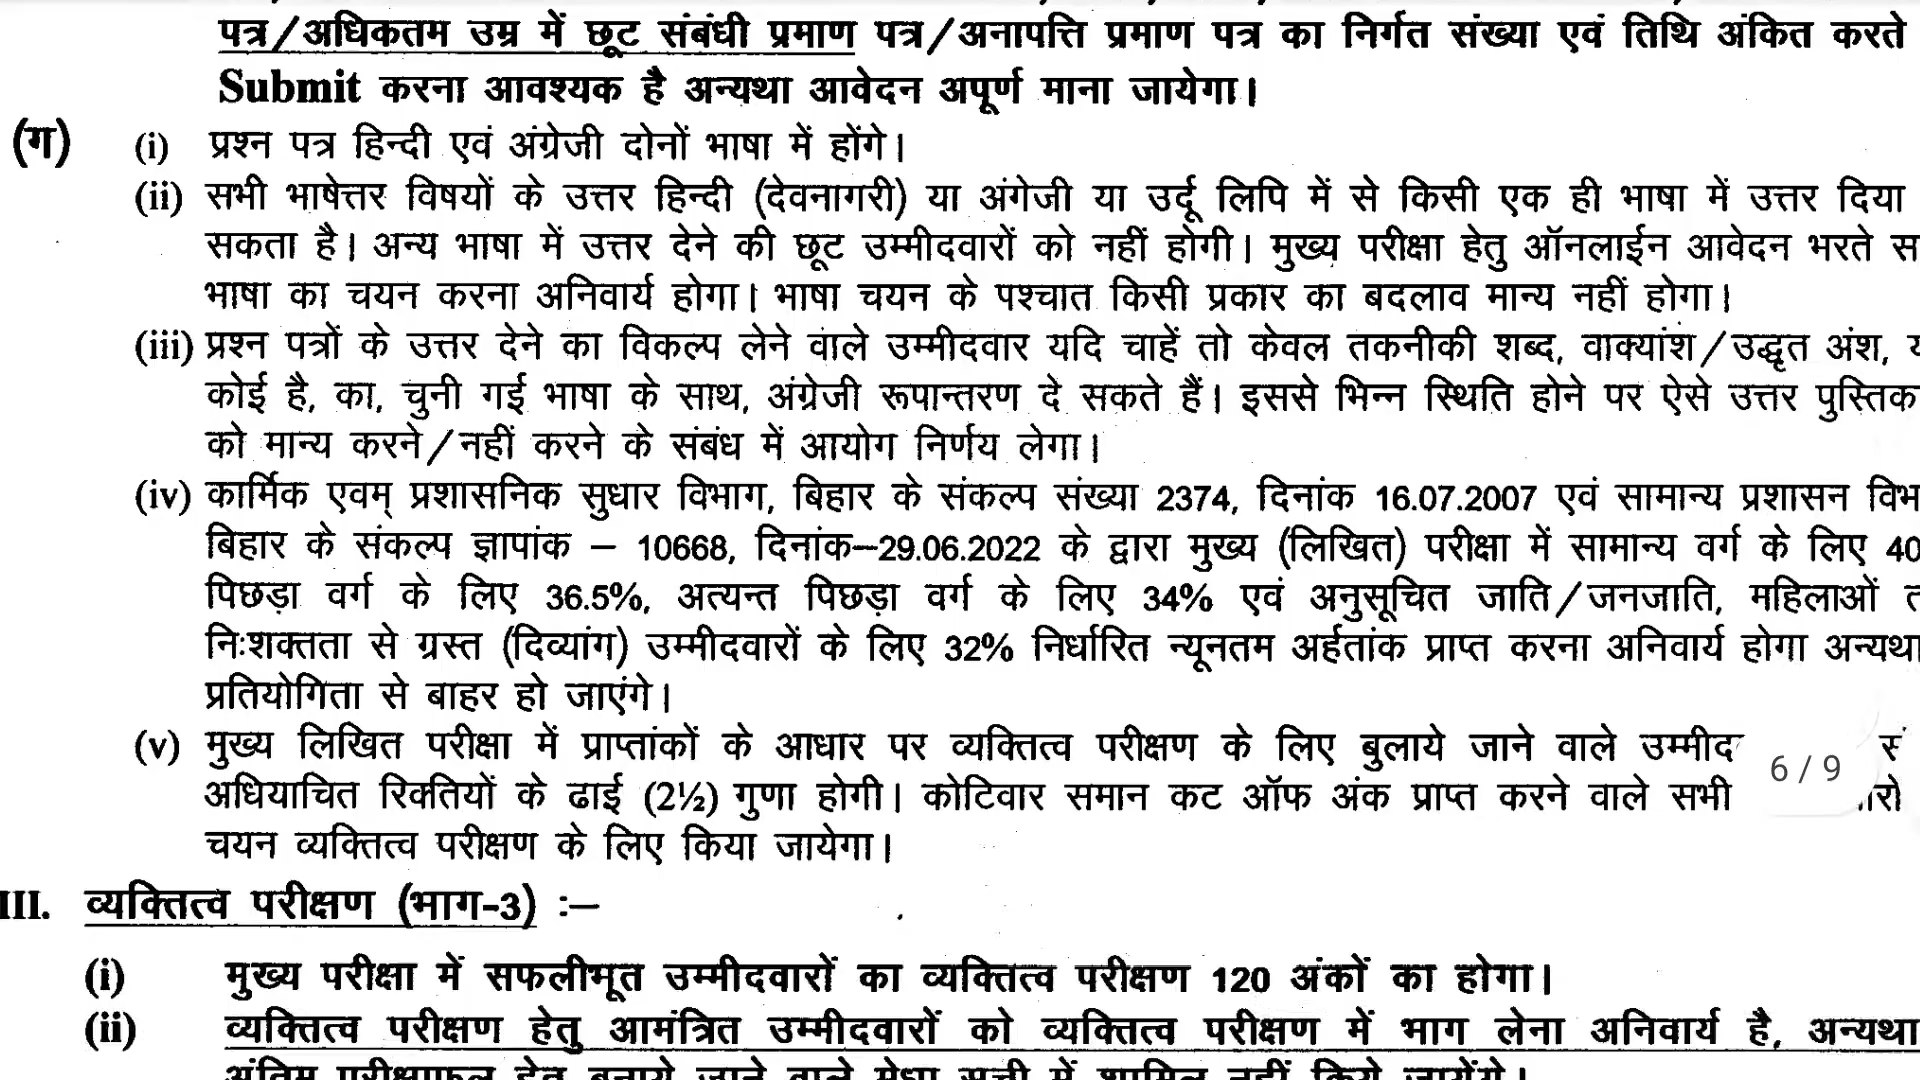 पत्र/अधिकतम उम्र में छूट संबंधी प्रमाण पत्र/अनापत्ति प्रमाण पत्र का निर्गत संख्या एवं तिथि अंकित करते
Submit करना आवश्यक है अन्यथा आवेदन अपूर्ण माना जायेगा।
(ग) (i) प्रश्न पत्र हिन्दी एवं अंग्रेजी दोनों भाषा में होंगे।
(ii) सभी भाषेत्तर विषयों के उत्तर हिन्दी (देवनागरी) या अंगेजी या उर्दू लिपि में से किसी एक ही भाषा में उत्तर दिया
सकता है। अन्य भाषा में उत्तर देने की छूट उम्मीदवारों को नहीं होगी। मुख्य परीक्षा हेतु ऑनलाईन आवेदन भरते स
भाषा का चयन करना अनिवार्य होगा। भाषा चयन के पश्चात किसी प्रकार का बदलाव मान्य नहीं होगा।
(iii) प्रश्न पत्रों के उत्तर देने का विकल्प लेने वाले उम्मीदवार यदि चाहें तो केवल तकनीकी शब्द, वाक्यांश/उद्धृत अंश,
कोई है, का, चुनी गई भाषा के साथ, अंग्रेजी रूपान्तरण दे सकते हैं। इससे भिन्न स्थिति होने पर ऐसे उत्तर पुस्तिक
को मान्य करने/नहीं करने के संबंध में आयोग निर्णय लेगा।
(iv) कार्मिक एवम् प्रशासनिक सुधार विभाग, बिहार के संकल्प संख्या 2374, दिनांक 16.07.2007 एवं सामान्य प्रशासन विभ
बिहार के संकल्प ज्ञापांक – 10668, दिनांक–29.06.2022 के द्वारा मुख्य (लिखित) परीक्षा में सामान्य वर्ग के लिए 40
पिछड़ा वर्ग के लिए 36.5%, अत्यन्त पिछड़ा वर्ग के लिए 34% एवं अनुसूचित जाति/जनजाति, महिलाओं त
निःशक्तता से ग्रस्त (दिव्यांग) उम्मीदवारों के लिए 32% निर्धारित न्यूनतम अर्हतांक प्राप्त करना अनिवार्य होगा अन्यथा
प्रतियोगिता से बाहर हो जाएंगे।
(v) मुख्य लिखित परीक्षा में प्राप्तांकों के आधार पर व्यक्तित्व परीक्षण के लिए बुलाये जाने वाले उम्मीद सं
6 / 9
अधियाचित रिक्तियों के ढाई (2½) गुणा होगी। कोटिवार समान कट ऑफ अंक प्राप्त करने वाले सभी ारो
चयन व्यक्तित्व परीक्षण के लिए किया जायेगा।
III. व्यक्तित्व परीक्षण (भाग-3) :–
(i) मुख्य परीक्षा में सफलीभूत उम्मीदवारों का व्यक्तित्व परीक्षण 120 अंकों का होगा।
(ii) व्यक्तित्व परीक्षण हेतु आमंत्रित उम्मीदवारों को व्यक्तित्व परीक्षण में भाग लेना अनिवार्य है, अन्यथा
अंतिम परीक्षाफल हेतु बनाये जाने वाले मेधा सूची में शामिल नहीं किये जायेंगे।